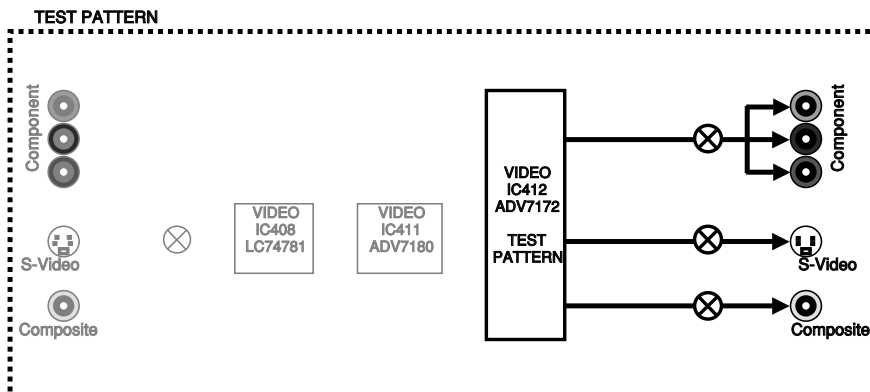 TEST PATTERN
Component
S-Video
Composite
VIDEO
IC408
LC74781
VIDEO
IC411
ADV7180
VIDEO
IC412
ADV7172
TEST
PATTERN
Component
S-Video
Composite